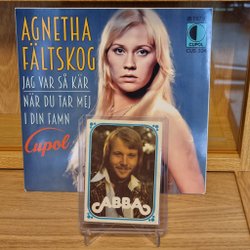 AGNETHA
FÄLTSKOG
JAG VAR SÅ KÄR
NÄR DU TAR MEJ
I DIN FAMN
Cupol
CUPOL
ABBA